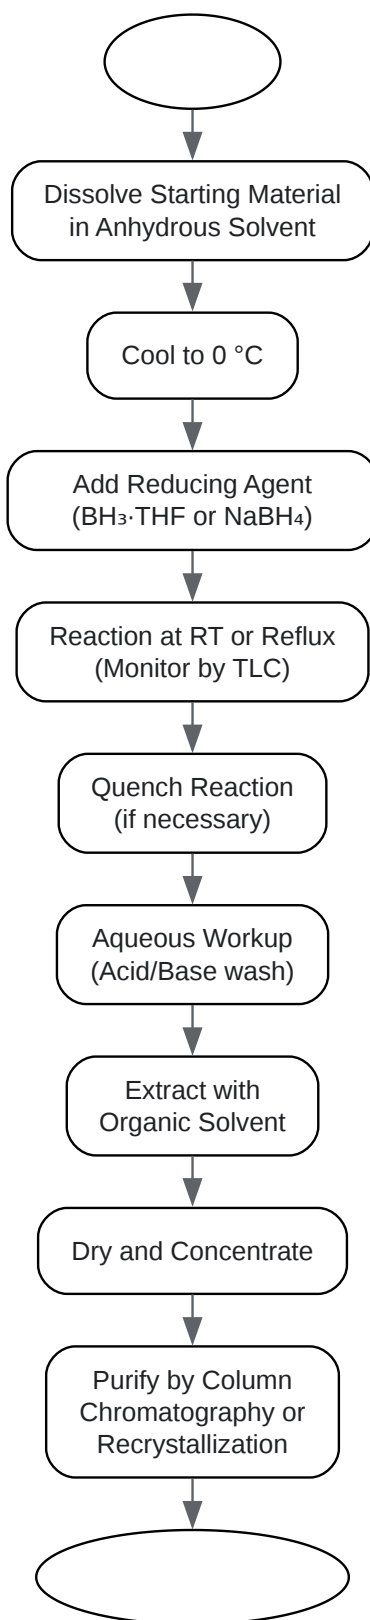 Dissolve Starting Material
in Anhydrous Solvent
Cool to 0 °C
Add Reducing Agent
(BH₃·THF or NaBH₄)
Reaction at RT or Reflux
(Monitor by TLC)
Quench Reaction
(if necessary)
Aqueous Workup
(Acid/Base wash)
Extract with
Organic Solvent
Dry and Concentrate
Purify by Column
Chromatography or
Recrystallization